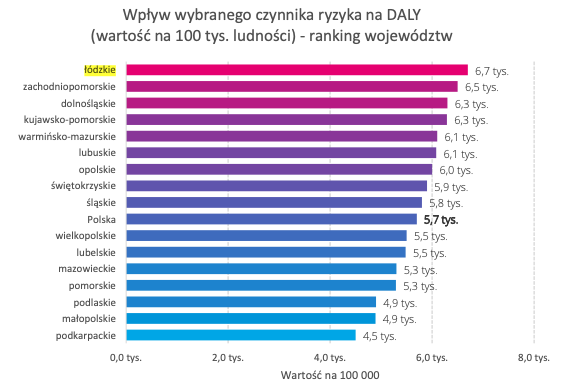 Wpływ wybranego czynnika ryzyka na DALY
(wartość na 100 tys. ludności) - ranking województw
łódzkie 6,7 tys.
zachodniopomorskie 6,5 tys.
dolnośląskie 6,3 tys.
kujawsko-pomorskie 6,3 tys.
warmińsko-mazurskie 6,1 tys.
lubuskie 6,1 tys.
opolskie 6,0 tys.
świętokrzyskie 5,9 tys.
śląskie 5,8 tys.
Polska 5,7 tys.
wielkopolskie 5,5 tys.
lubelskie 5,5 tys.
mazowieckie 5,3 tys.
pomorskie 5,3 tys.
podlaskie 4,9 tys.
małopolskie 4,9 tys.
podkarpackie 4,5 tys.
0,0 tys. 2,0 tys. 4,0 tys. 6,0 tys. 8,0 tys.
Wartość na 100 000